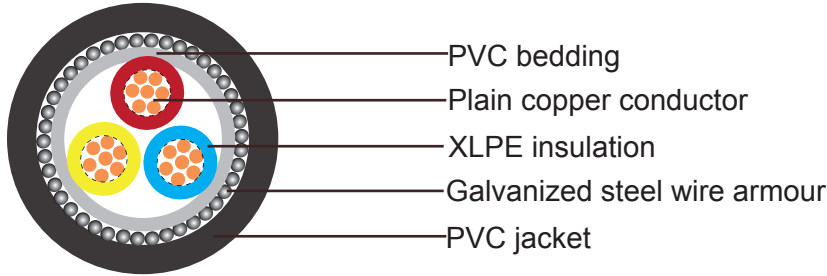 PVC bedding
Plain copper conductor
XLPE insulation
Galvanized steel wire armour
PVC jacket